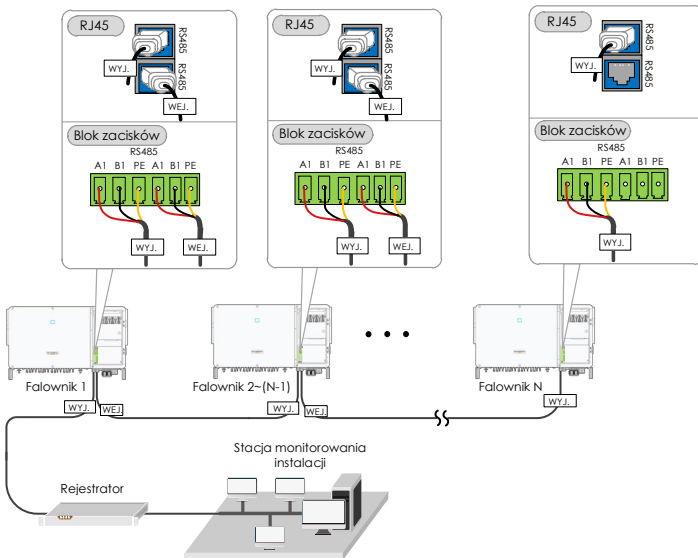 RJ45
RS485
RS485
WYJ.
WEJ.
Blok zacisków
RS485
A1 B1 PE A1 B1 PE
WYJ.
WEJ.
RJ45
RS485
RS485
WYJ.
WEJ.
Blok zacisków
RS485
A1 B1 PE A1 B1 PE
WYJ.
WEJ.
RJ45
RS485
RS485
WYJ.
Blok zacisków
RS485
A1 B1 PE A1 B1 PE
WYJ.
Falownik 1
Falownik 2~(N-1)
Falownik N
WYJ.
WEJ.
WYJ.
WEJ.
WYJ.
Stacja monitorowania
instalacji
Rejestrator